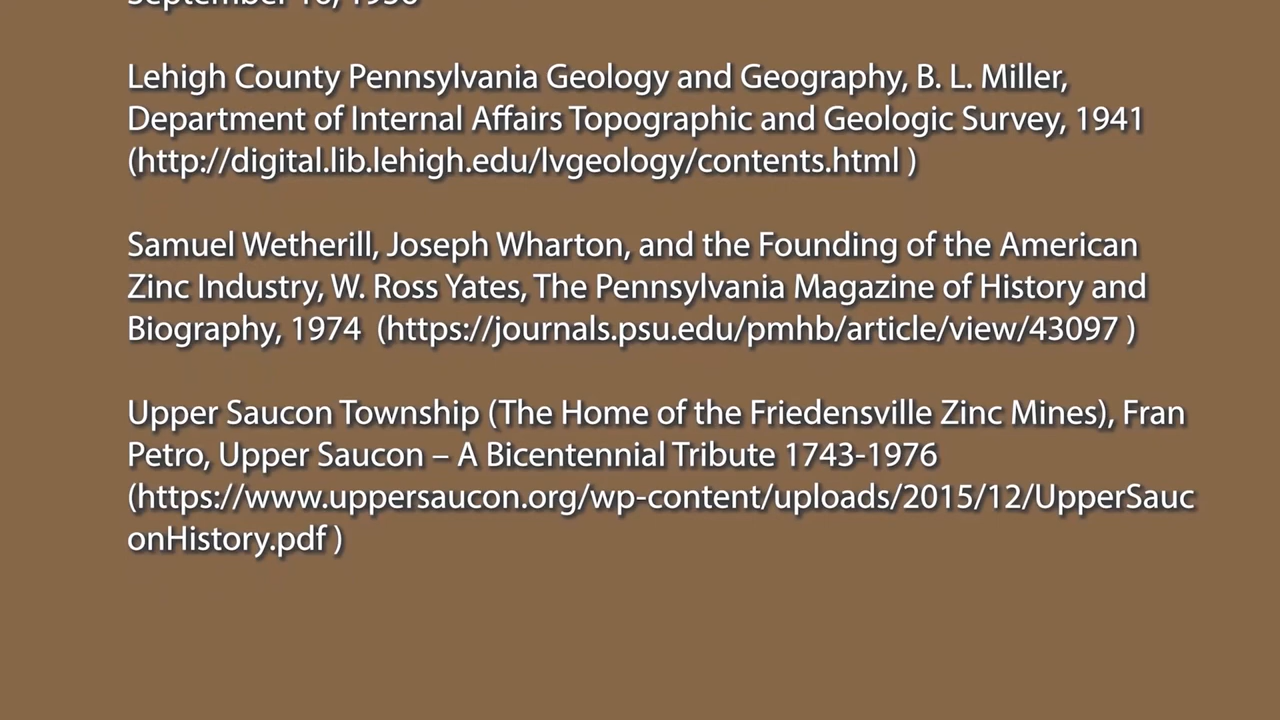 Lehigh County Pennsylvania Geology and Geography, B. L. Miller,
Department of Internal Affairs Topographic and Geologic Survey, 1941
(http://digital.lib.lehigh.edu/lvgeology/contents.html )
Samuel Wetherill, Joseph Wharton, and the Founding of the American
Zinc Industry, W. Ross Yates, The Pennsylvania Magazine of History and
Biography, 1974  (https://journals.psu.edu/pmhb/article/view/43097 )
Upper Saucon Township (The Home of the Friedensville Zinc Mines), Fran
Petro, Upper Saucon – A Bicentennial Tribute 1743-1976
(https://www.uppersaucon.org/wp-content/uploads/2015/12/UpperSauc
onHistory.pdf )